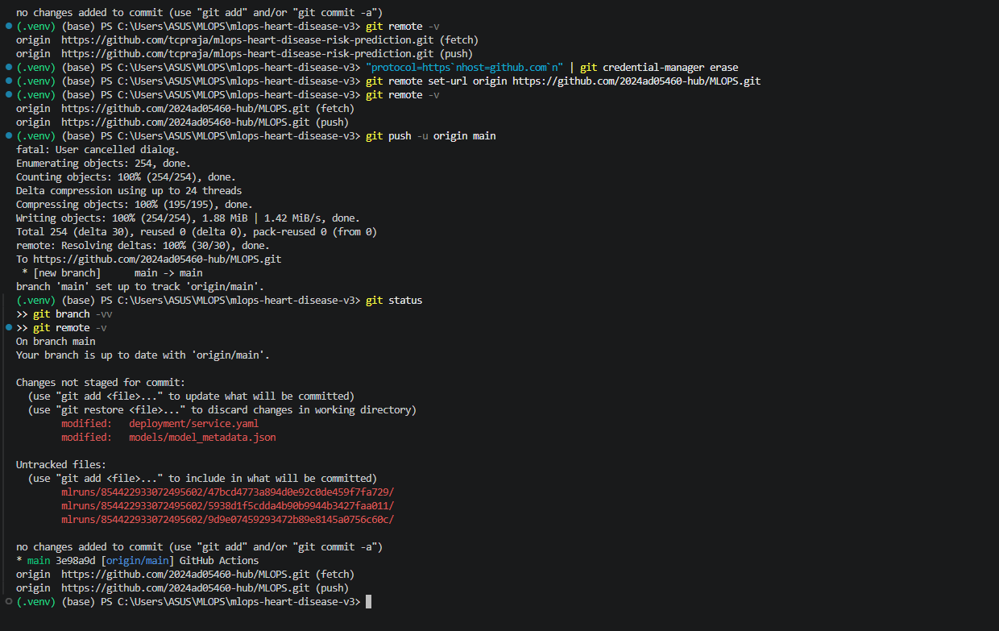 no changes added to commit (use "git add" and/or "git commit -a")
(.venv) (base) PS C:\Users\ASUS\MLOPS\mlops-heart-disease-v3> git remote -v
origin  https://github.com/tcpraja/mlops-heart-disease-risk-prediction.git (fetch)
origin  https://github.com/tcpraja/mlops-heart-disease-risk-prediction.git (push)
(.venv) (base) PS C:\Users\ASUS\MLOPS\mlops-heart-disease-v3> "protocol=https`nhost=github.com`n" | git credential-manager erase
(.venv) (base) PS C:\Users\ASUS\MLOPS\mlops-heart-disease-v3> git remote set-url origin https://github.com/2024ad05460-hub/MLOPS.git
(.venv) (base) PS C:\Users\ASUS\MLOPS\mlops-heart-disease-v3> git remote -v
origin  https://github.com/2024ad05460-hub/MLOPS.git (fetch)
origin  https://github.com/2024ad05460-hub/MLOPS.git (push)
(.venv) (base) PS C:\Users\ASUS\MLOPS\mlops-heart-disease-v3> git push -u origin main
fatal: User cancelled dialog.
Enumerating objects: 254, done.
Counting objects: 100% (254/254), done.
Delta compression using up to 24 threads
Compressing objects: 100% (195/195), done.
Writing objects: 100% (254/254), 1.88 MiB | 1.42 MiB/s, done.
Total 254 (delta 30), reused 0 (delta 0), pack-reused 0 (from 0)
remote: Resolving deltas: 100% (30/30), done.
To https://github.com/2024ad05460-hub/MLOPS.git
 * [new branch]      main -> main
branch 'main' set up to track 'origin/main'.
(.venv) (base) PS C:\Users\ASUS\MLOPS\mlops-heart-disease-v3> git status
>> git branch -vv
>> git remote -v
On branch main
Your branch is up to date with 'origin/main'.

Changes not staged for commit:
  (use "git add <file>..." to update what will be committed)
  (use "git restore <file>..." to discard changes in working directory)
        modified:   deployment/service.yaml
        modified:   models/model_metadata.json

Untracked files:
  (use "git add <file>..." to include in what will be committed)
        mlruns/854422933072495602/47bcd4773a894d0e92c0de459f7fa729/
        mlruns/854422933072495602/5938d1f5cdda4b90b9944b3427faa011/
        mlruns/854422933072495602/9d9e07459293472b89e8145a0756c60c/

no changes added to commit (use "git add" and/or "git commit -a")
* main 3e98a9d [origin/main] GitHub Actions
origin  https://github.com/2024ad05460-hub/MLOPS.git (fetch)
origin  https://github.com/2024ad05460-hub/MLOPS.git (push)
(.venv) (base) PS C:\Users\ASUS\MLOPS\mlops-heart-disease-v3>